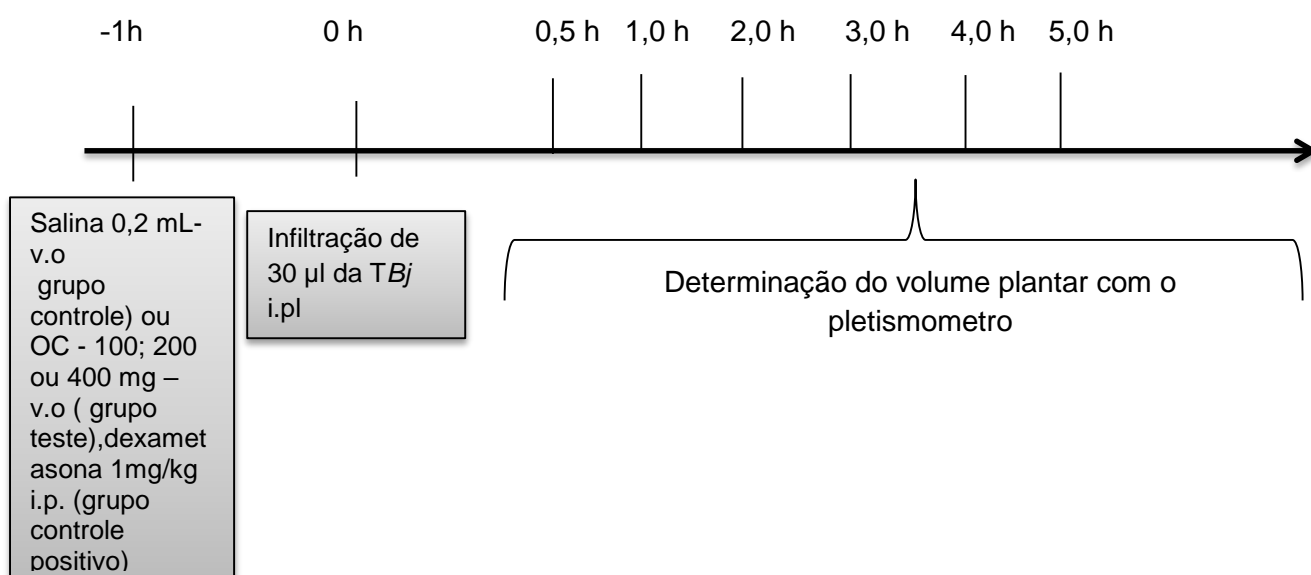 -1h 0 h 0,5 h 1,0 h 2,0 h 3,0 h 4,0 h 5,0 h
Salina 0,2 mL-
v.o
grupo
controle) ou
OC - 100; 200
ou 400 mg –
v.o ( grupo
teste),dexamet
asona 1mg/kg
i.p. (grupo
controle
positivo)
Infiltração de
30 µl da TBj
i.pl
Determinação do volume plantar com o
pletismometro